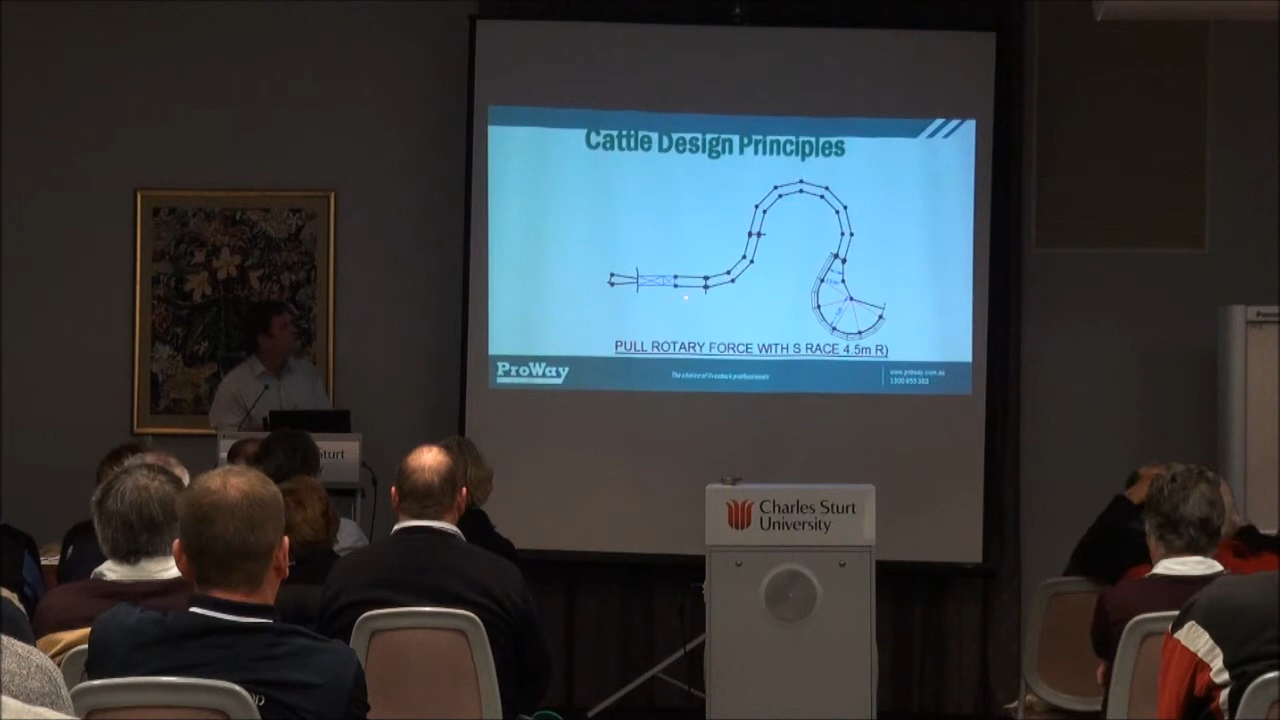 Cattle Design Principles
PULL ROTARY FORCE WITH S RACE 4.5m R)
ProWay
The choice of livestock professionals
www.proway.com.au
Sturt
Charles Sturt
University